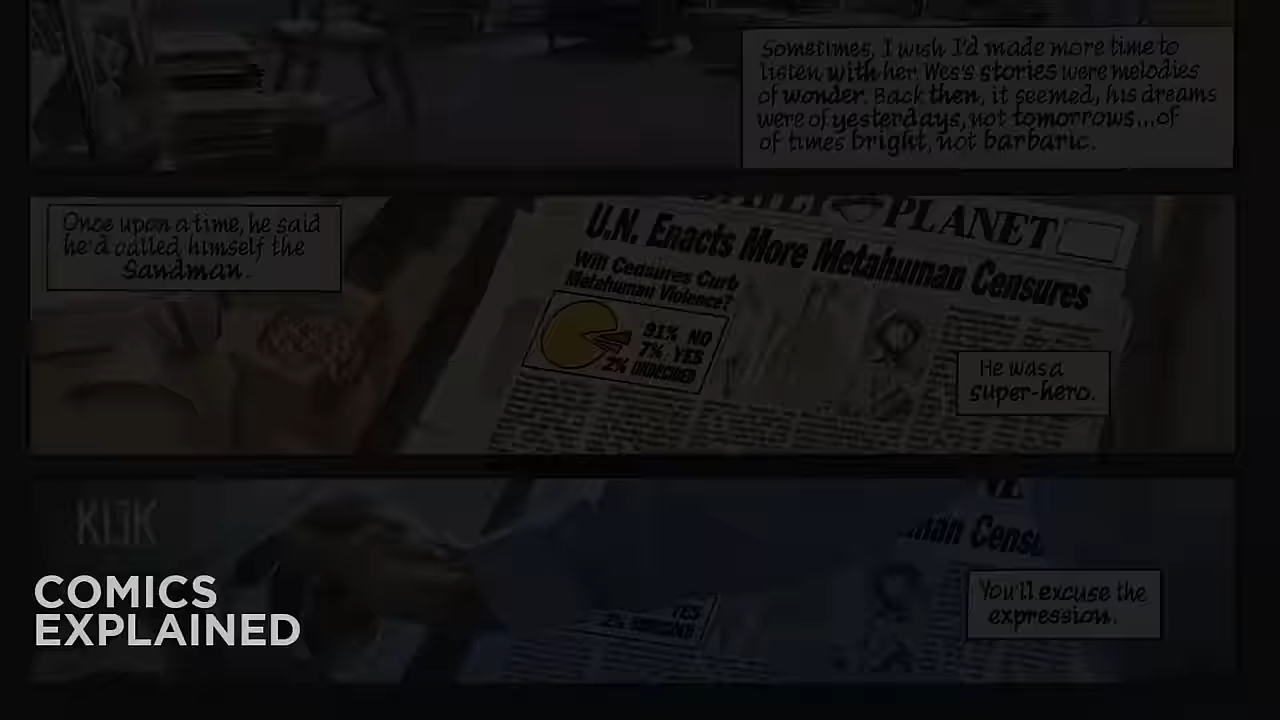 Sometimes, I wish I'd made more time to
listen with her. Wes's stories were melodies
of wonder. Back then, it seemed, his dreams
were of yesterdays, not tomorrows...of
of times bright, not barbaric.
Once upon a time, he said
he'd called himself the
Sandman.
PLANET
U.N. Enacts More Metahuman Censures
Will Censures Curb
Metahuman Violence?
91% NO
7% YES
2% UNDECIDED
He was a
super-hero.
KLIK
Cens
YES
2%
You'll excuse the
expression.
COMICS
EXPLAINED